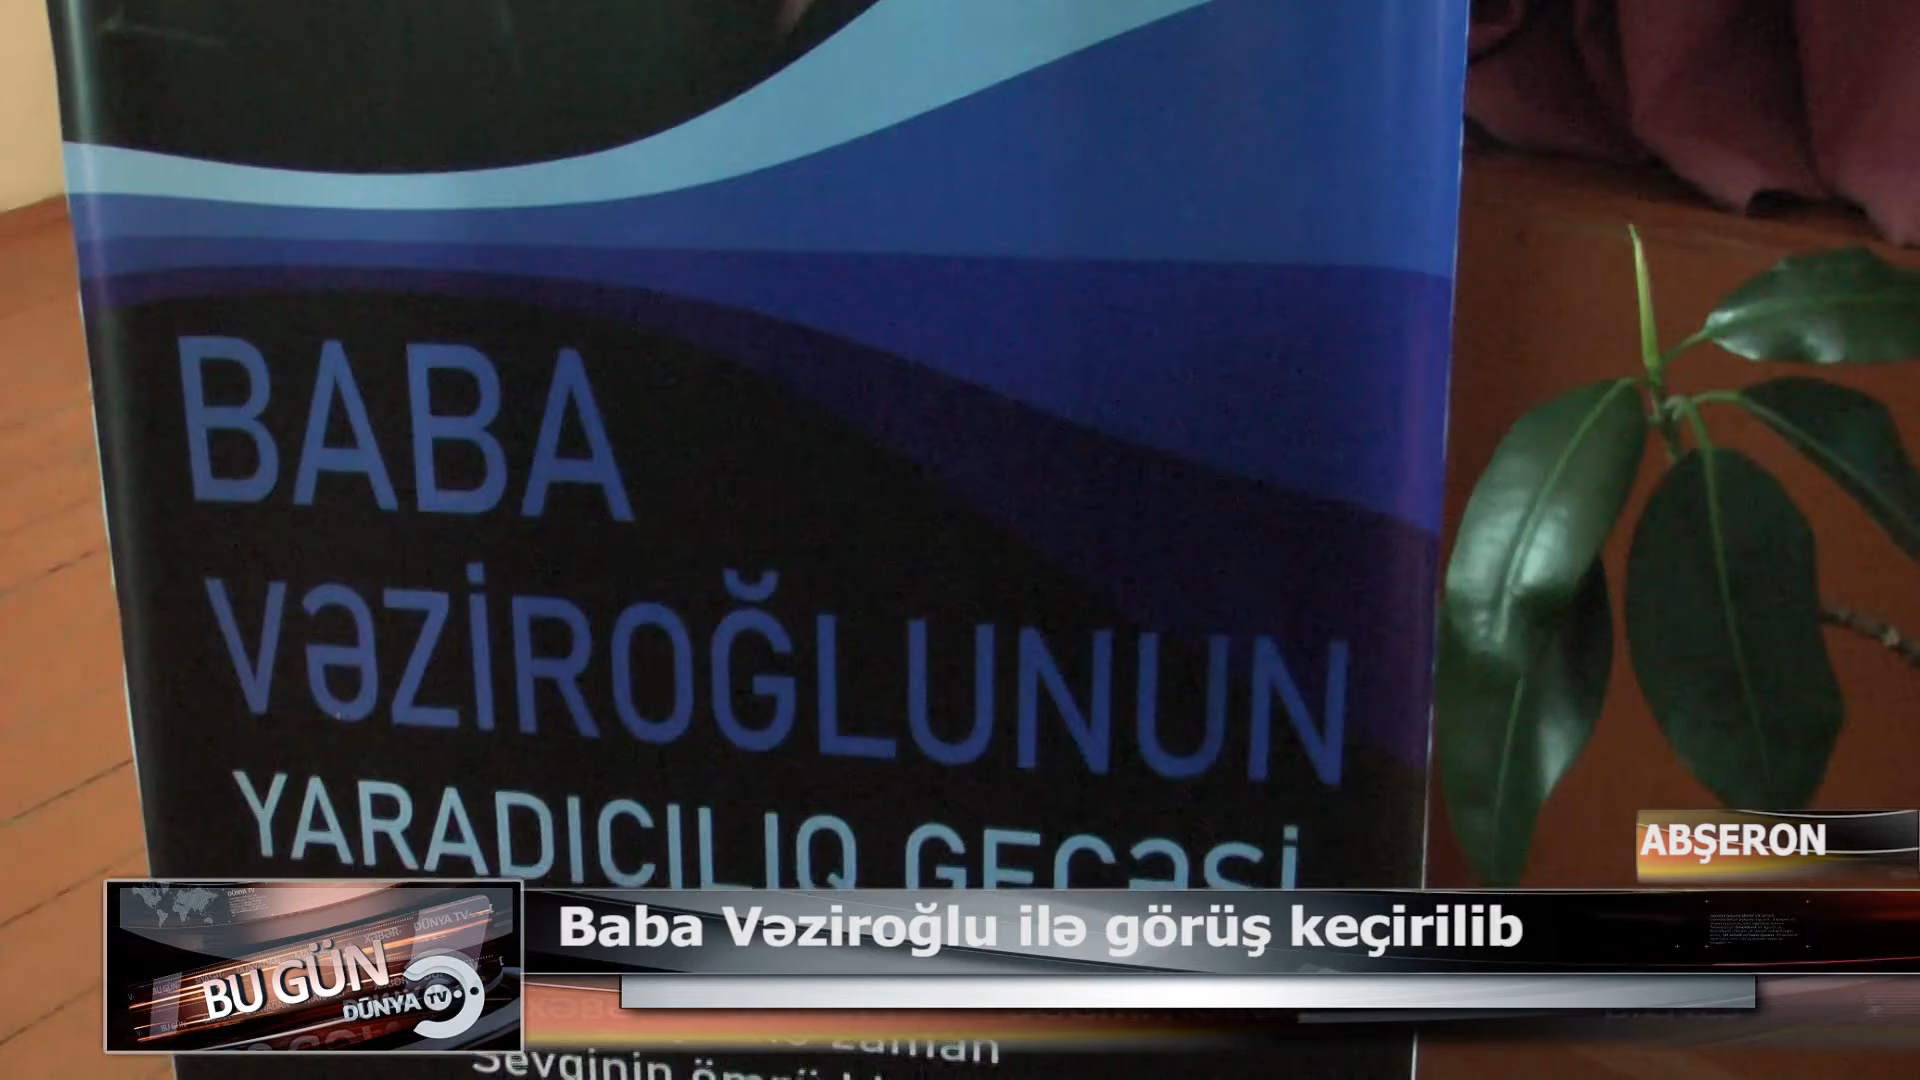 BABA
VƏZİROĞLUNUN
YARADICILIQ GECƏSİ
ABŞERON
Baba Vəziroğlu ilə görüş keçirilib
BU GÜN
DÜNYA TV
zaman
Sevginin